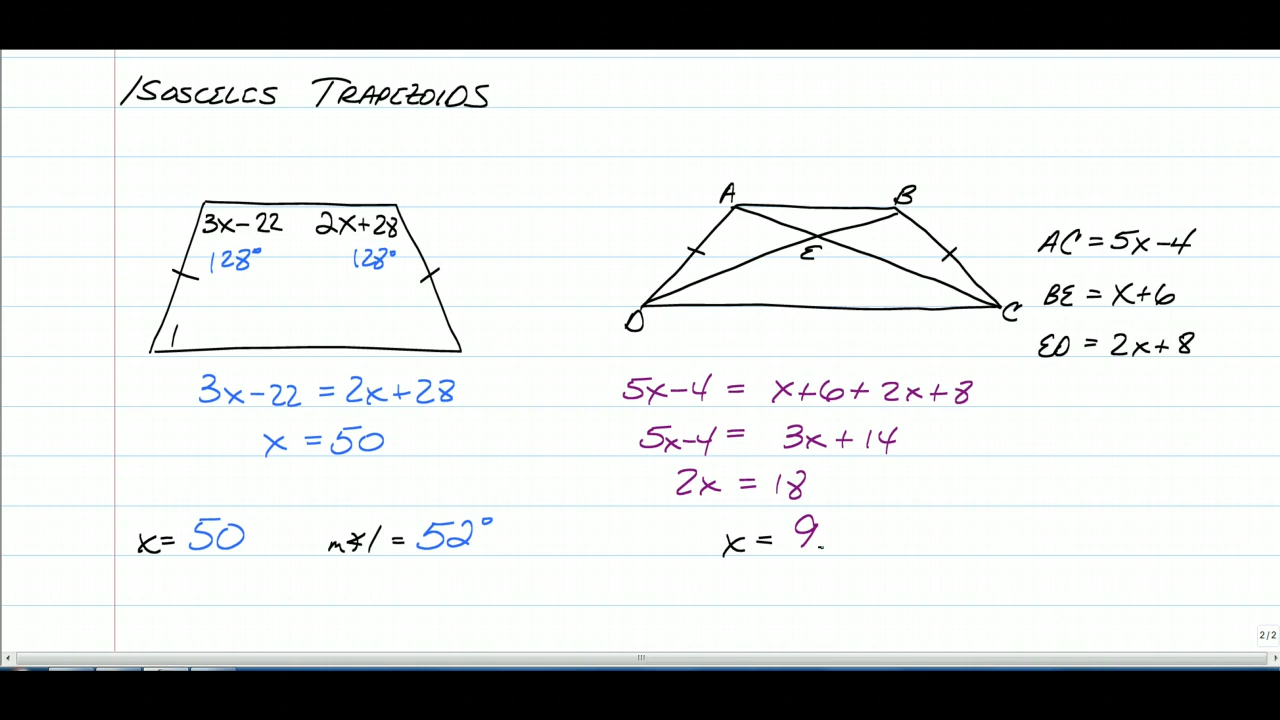 ISOSCELES TRAPEZOIDS
3x-22 2x+28
128° 128°
1
3x-22 = 2x+28
x = 50
x = 50 m∡1 = 52°
A B
E
D C
AC = 5x-4
BE = x+6
ED = 2x+8
5x-4 = x+6+2x+8
5x-4 = 3x+14
2x = 18
x = 9
2/2